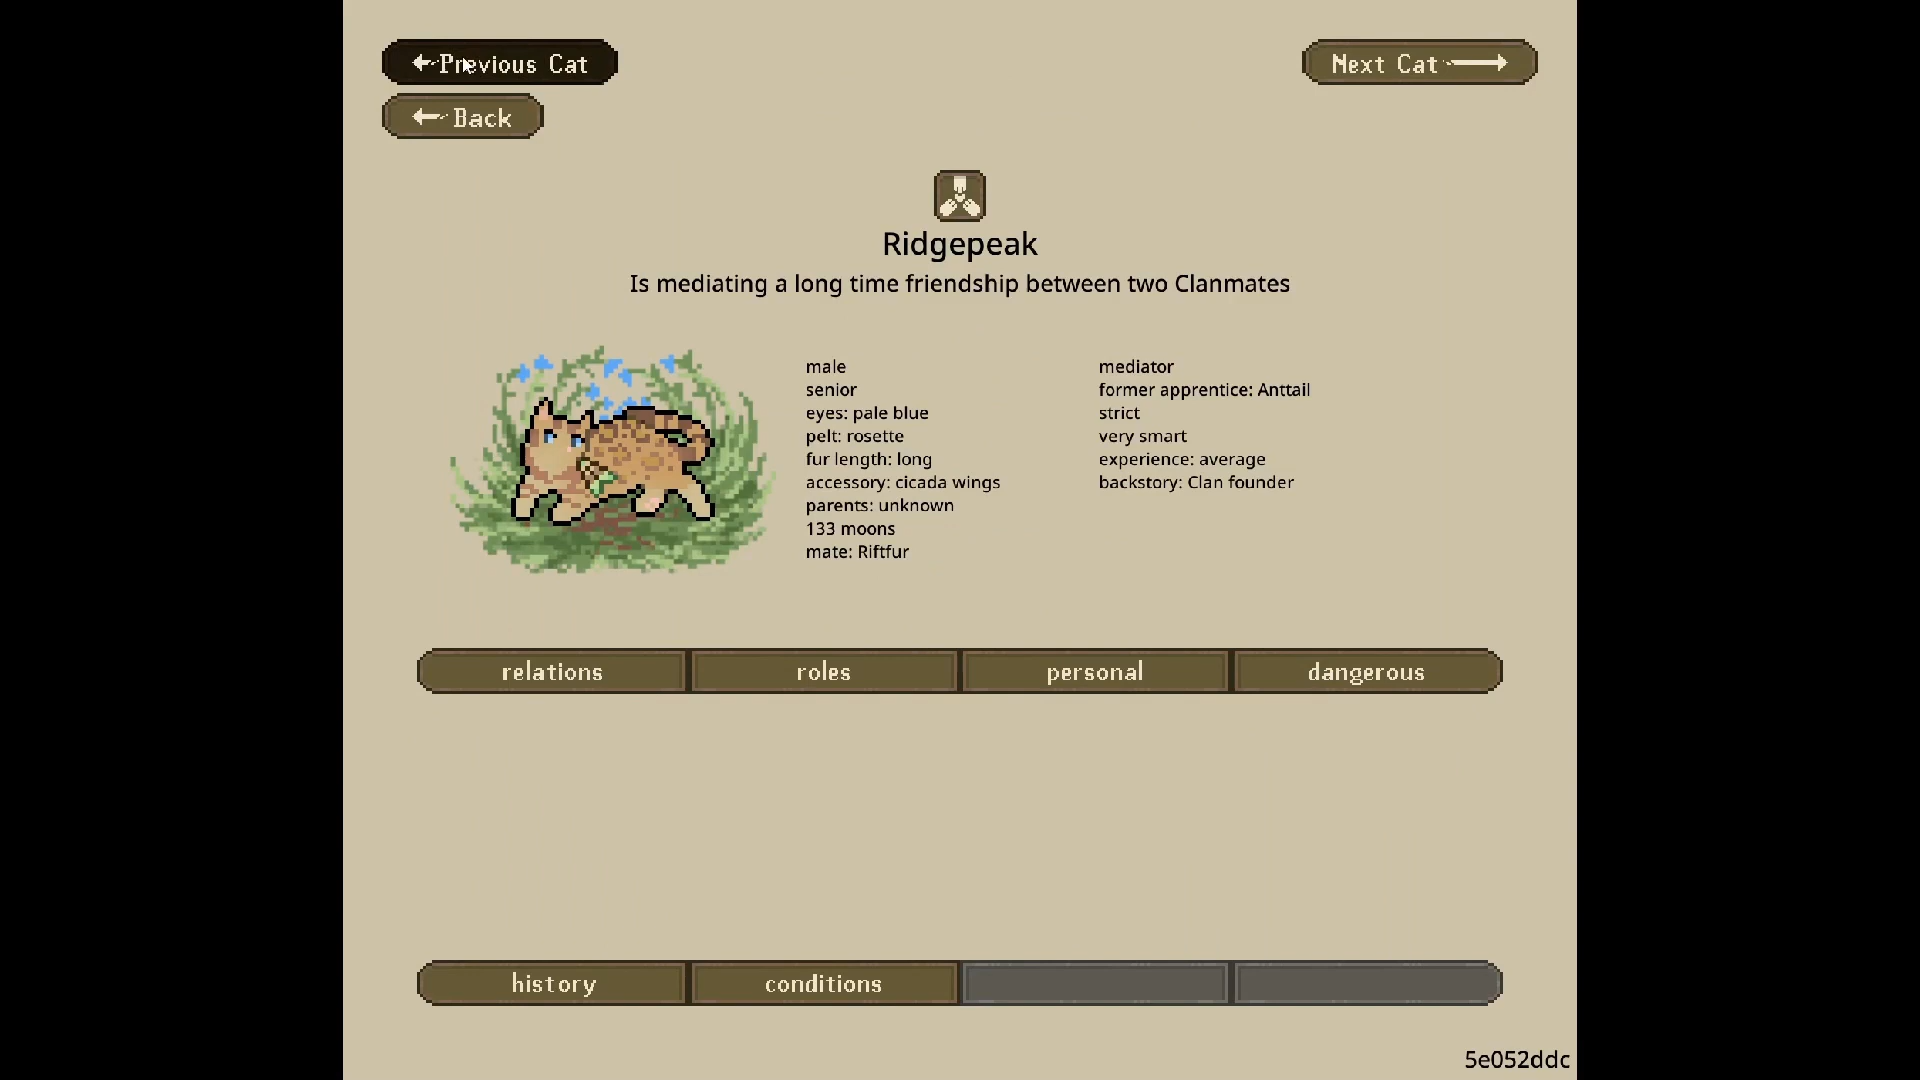 Previous Cat
Next Cat
Back
Ridgepeak
Is mediating a long time friendship between two Clanmates
male
senior
eyes: pale blue
pelt: rosette
fur length: long
accessory: cicada wings
parents: unknown
133 moons
mate: Riftfur
mediator
former apprentice: Anttail
strict
very smart
experience: average
backstory: Clan founder
relations
roles
personal
dangerous
history
conditions
5e052ddc